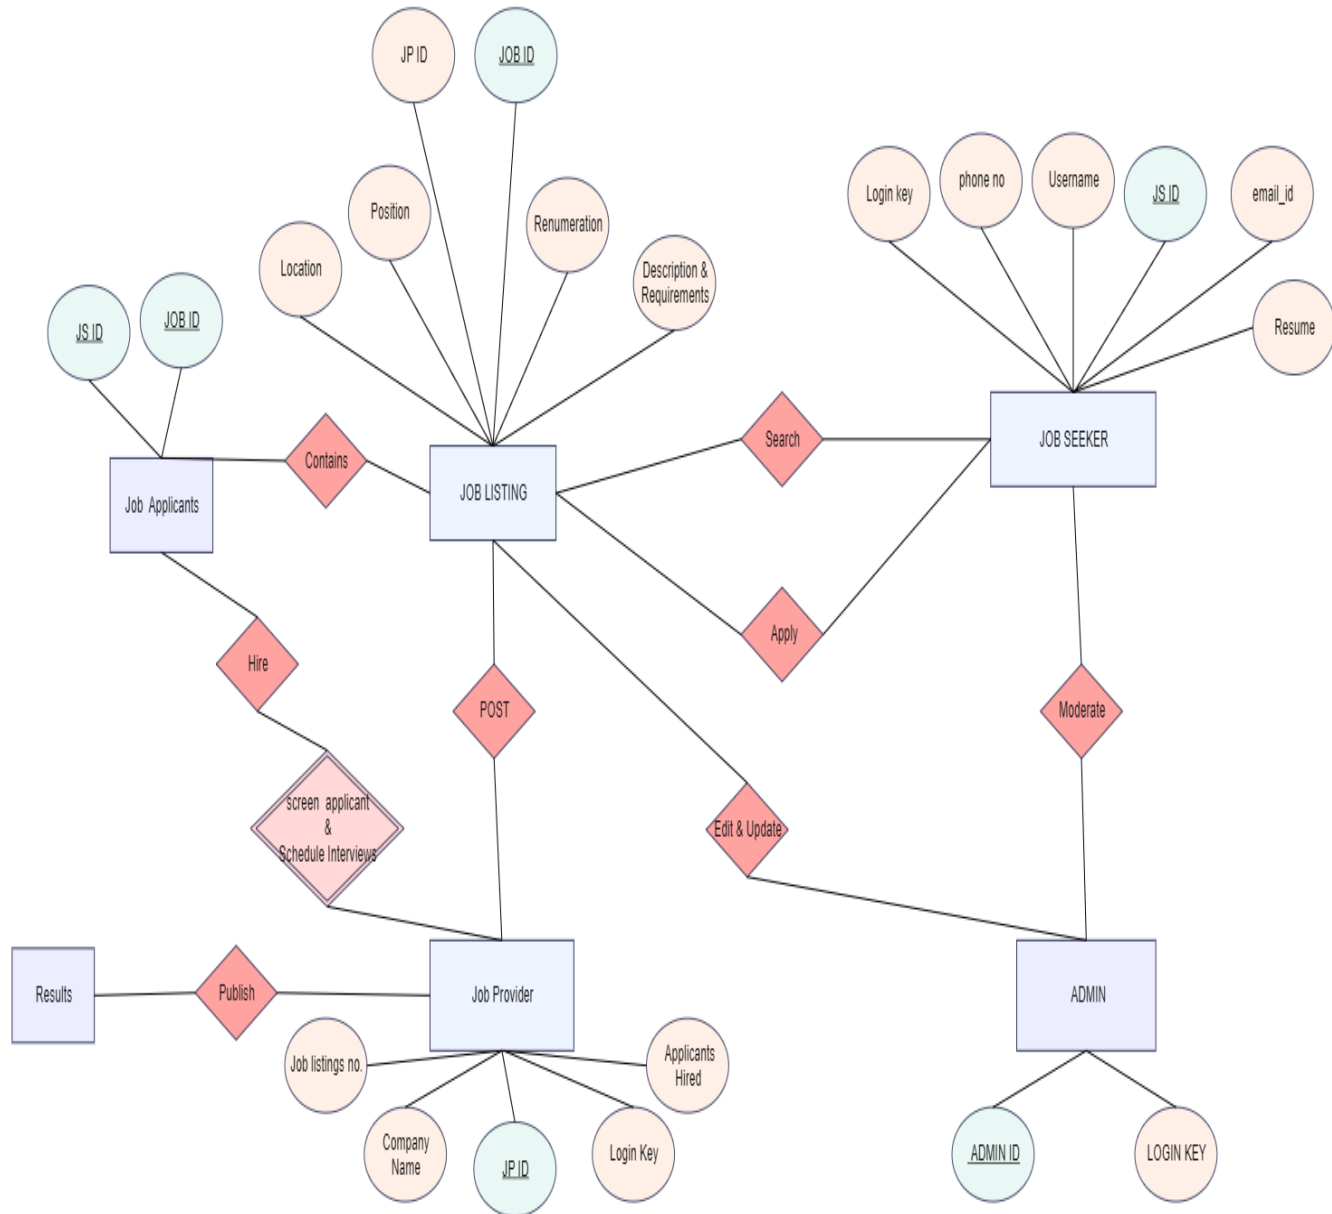 JP ID
JOB ID
Login key
phone no
Username
JS ID
email_id
Position
Renumeration
Location
Description &
Requirements
JS ID
JOB ID
Resume
Search
JOB SEEKER
Contains
Job Applicants
JOB LISTING
Apply
Hire
POST
Moderate
screen applicant
&
Schedule Interviews
Edit & Update
Results
Publish
Job Provider
ADMIN
Job listings no.
Applicants
Hired
Company
Name
JP ID
Login Key
ADMIN ID
LOGIN KEY